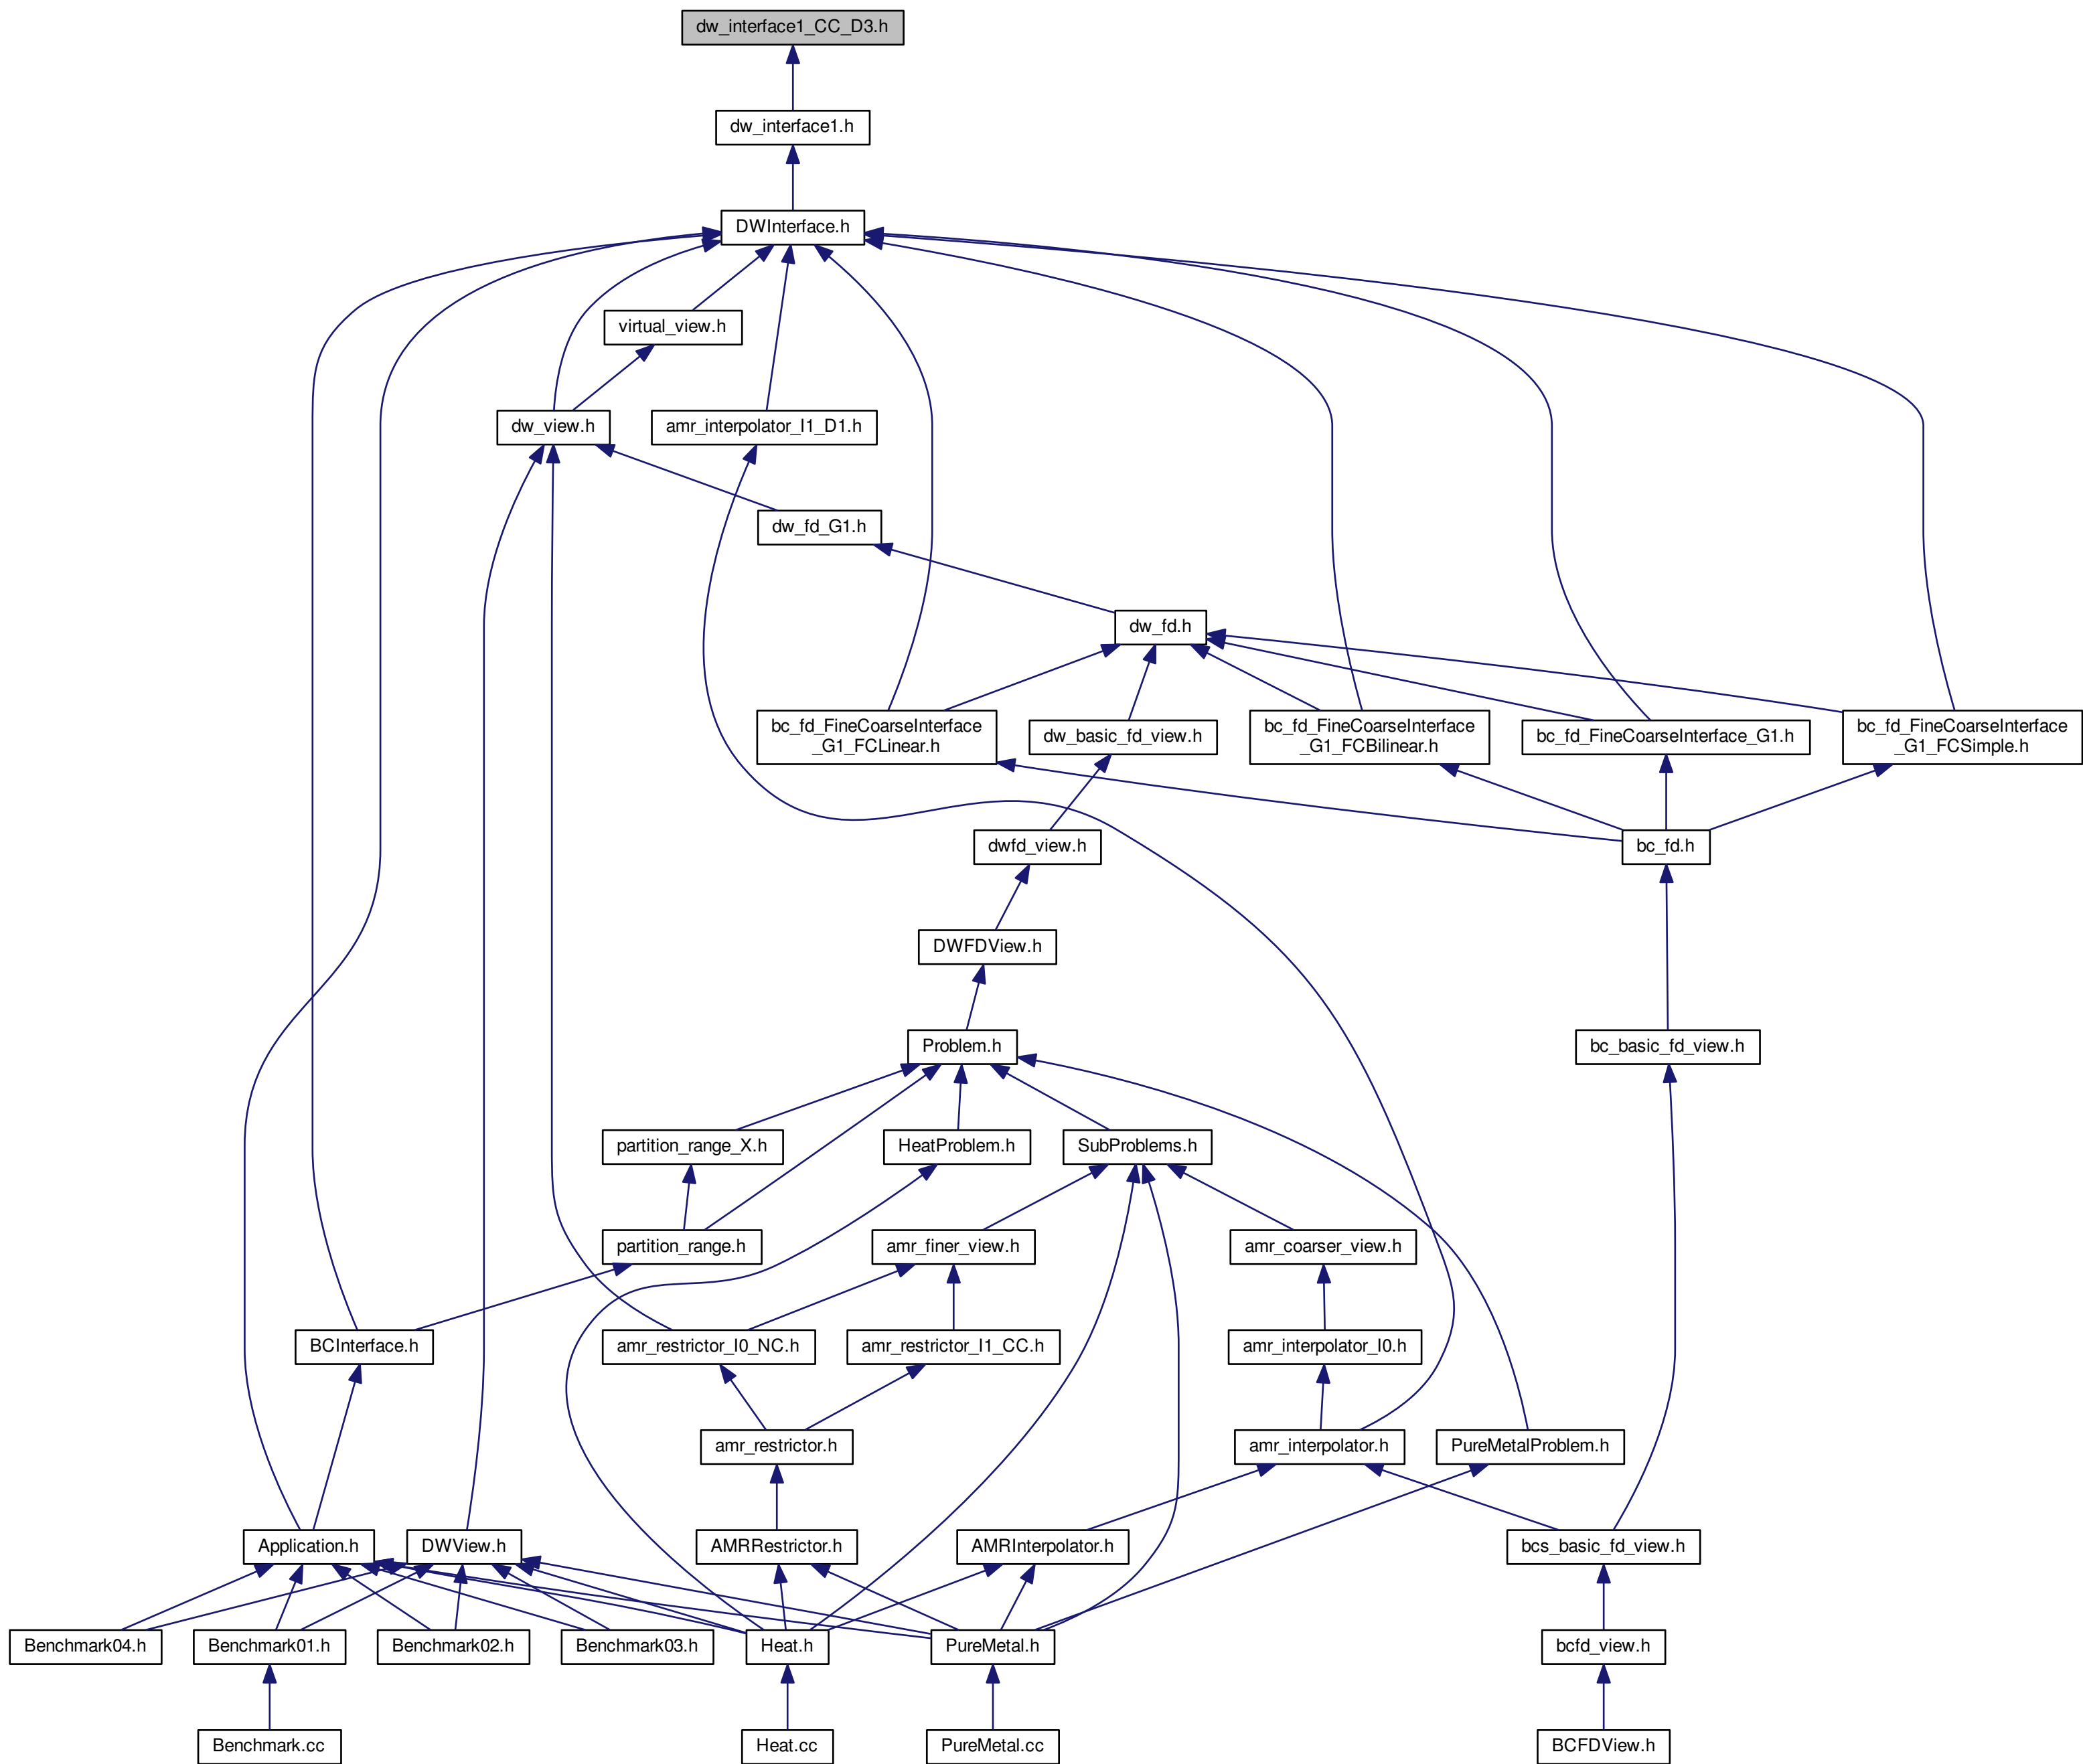 dw_interface1_CC_D3.h
dw_interface1.h
DWInterface.h
virtual_view.h
dw_view.h
amr_interpolator_I1_D1.h
dw_fd_G1.h
dw_fd.h
bc_fd_FineCoarseInterface
_G1_FCLinear.h
dw_basic_fd_view.h
bc_fd_FineCoarseInterface
_G1_FCBilinear.h
bc_fd_FineCoarseInterface_G1.h
bc_fd_FineCoarseInterface
_G1_FCSimple.h
dwfd_view.h
bc_fd.h
DWFDView.h
Problem.h
bc_basic_fd_view.h
partition_range_X.h
HeatProblem.h
SubProblems.h
partition_range.h
amr_finer_view.h
amr_coarser_view.h
BCInterface.h
amr_restrictor_I0_NC.h
amr_restrictor_I1_CC.h
amr_interpolator_I0.h
amr_restrictor.h
amr_interpolator.h
PureMetalProblem.h
Application.h
DWView.h
AMRRestrictor.h
AMRInterpolator.h
bcs_basic_fd_view.h
Benchmark04.h
Benchmark01.h
Benchmark02.h
Benchmark03.h
Heat.h
PureMetal.h
bcfd_view.h
Benchmark.cc
Heat.cc
PureMetal.cc
BCFDView.h